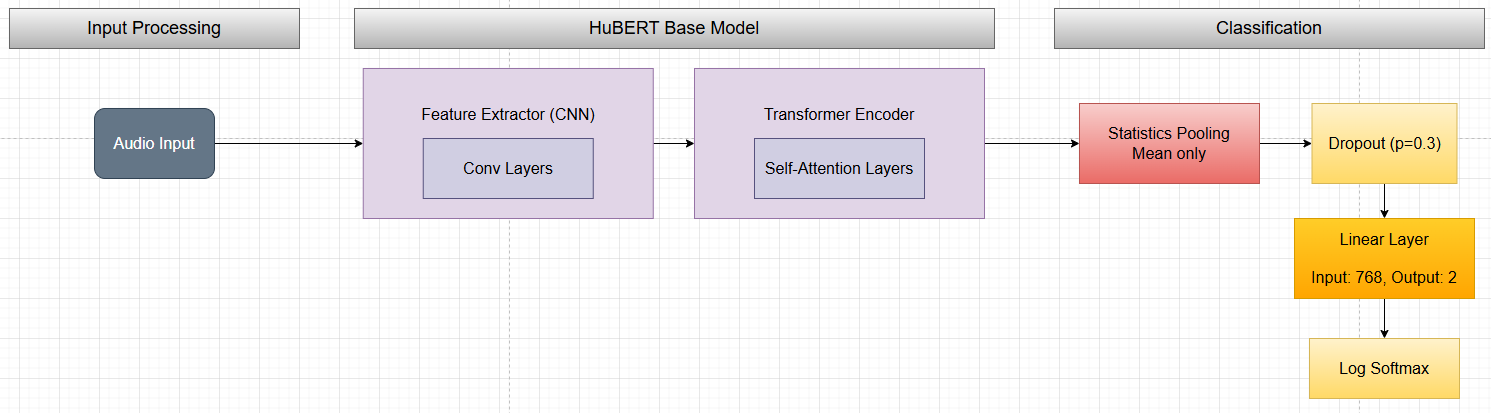 Input Processing
HuBERT Base Model
Classification
Audio Input
Feature Extractor (CNN)
Conv Layers
Transformer Encoder
Self-Attention Layers
Statistics Pooling
Mean only
Dropout (p=0.3)
Linear Layer
Input: 768, Output: 2
Log Softmax